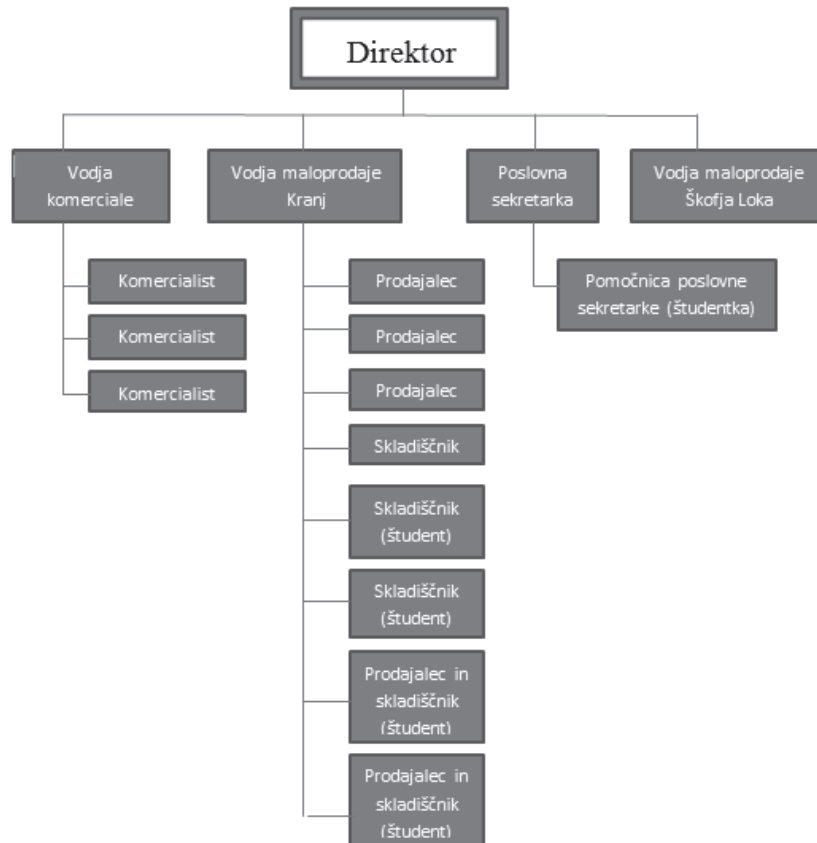 Direktor
Vodja
komerciale
Vodja maloprodaje
Kranj
Poslovna
sekretarka
Vodja maloprodaje
Škofja Loka
Komercialist
Komercialist
Komercialist
Prodajalec
Prodajalec
Prodajalec
Skladiščnik
Skladiščnik
(študent)
Skladiščnik
(študent)
Prodajalec in
skladiščnik
(študent)
Prodajalec in
skladiščnik
(študent)
Pomočnica poslovne
sekretarke (študentka)